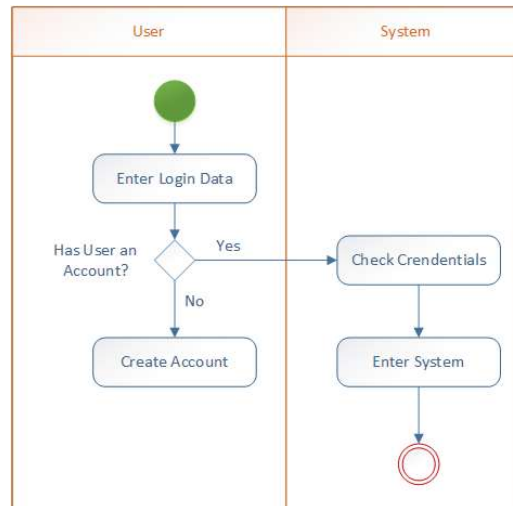 User
System
Enter Login Data
Has User an
Account?
Yes
Check Crendentials
No
Create Account
Enter System